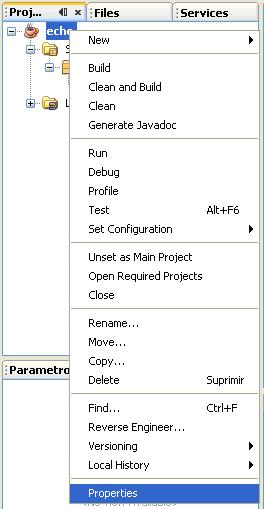 Proj... Files Services
eche
New
Build
Clean and Build
Clean
Generate Javadoc
Run
Debug
Profile
Test Alt+F6
Set Configuration
Unset as Main Project
Open Required Projects
Close
Rename...
Move...
Copy...
Parametro
Delete Suprimir
Find... Ctrl+F
Reverse Engineer...
Versioning
Local History
Properties